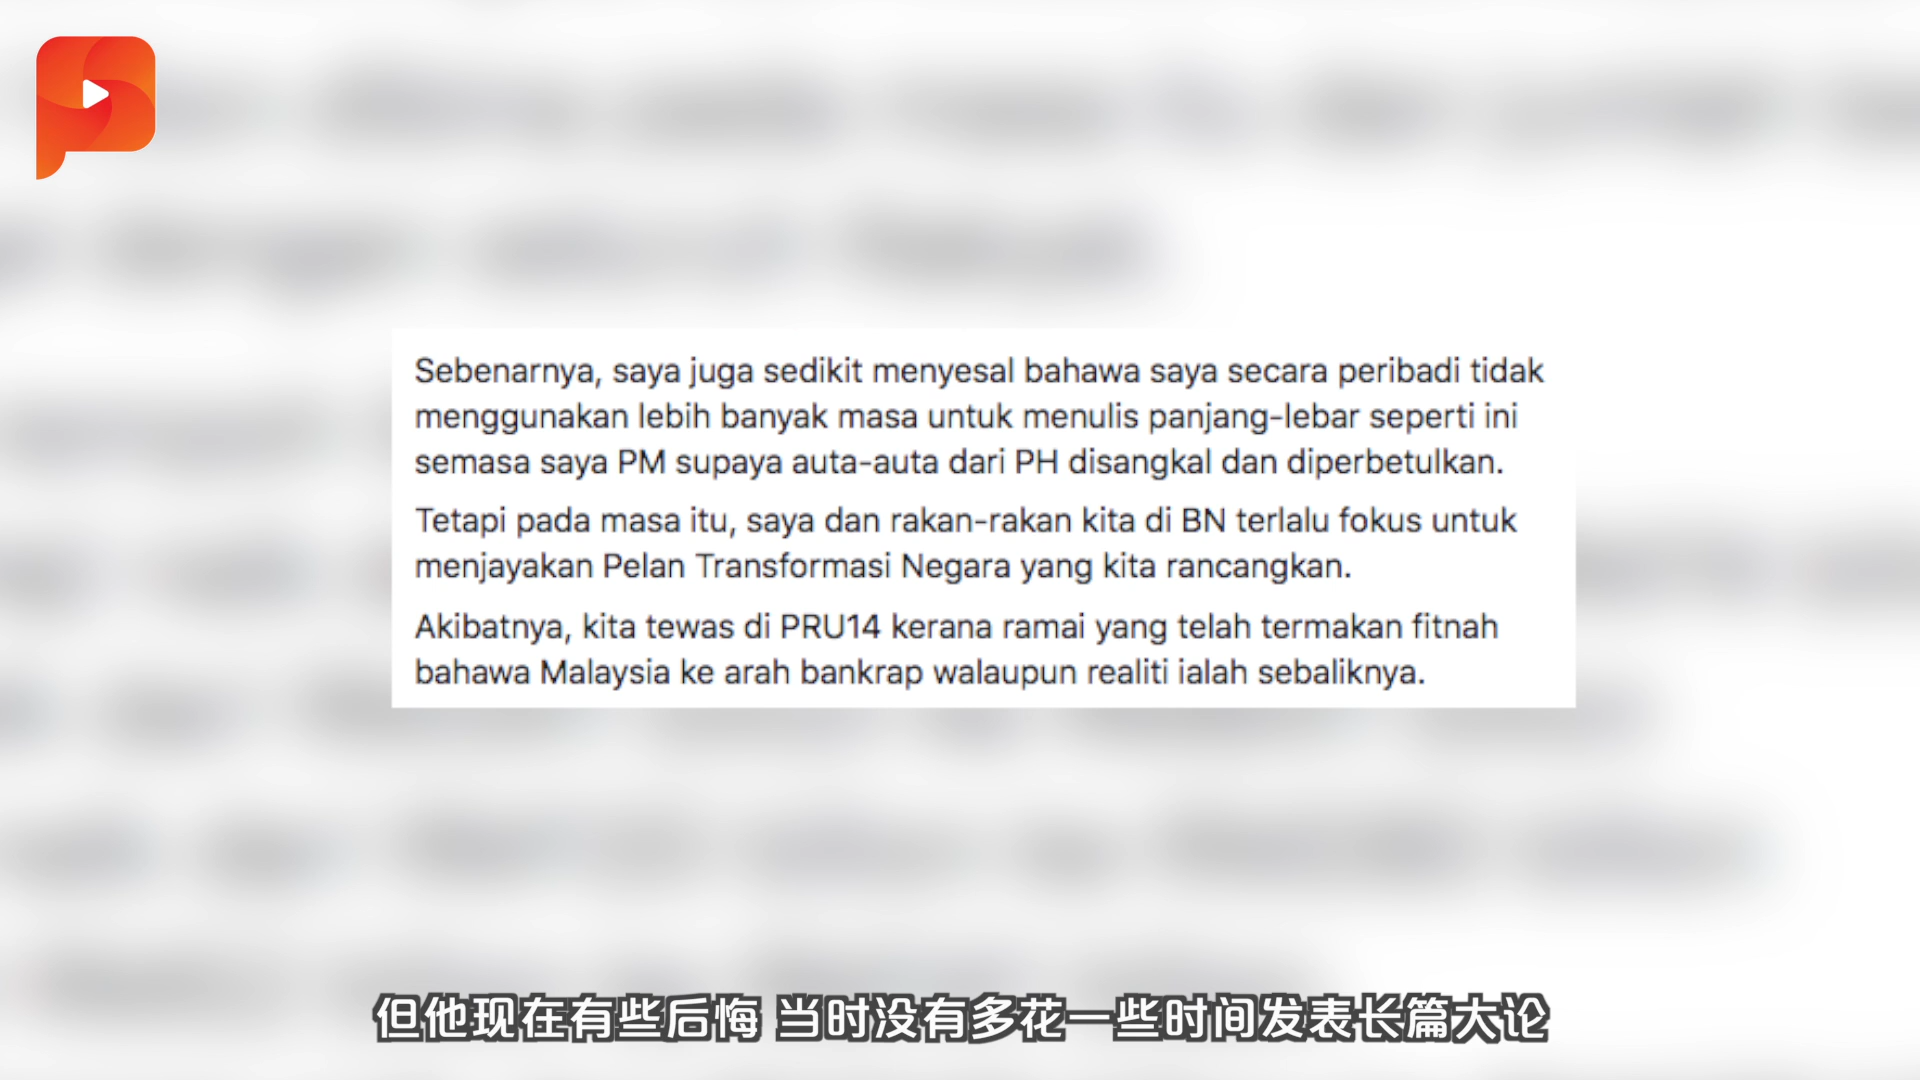 Sebenarnya, saya juga sedikit menyesal bahawa saya secara peribadi tidak
menggunakan lebih banyak masa untuk menulis panjang-lebar seperti ini
semasa saya PM supaya auta-auta dari PH disangkal dan diperbetulkan.
Tetapi pada masa itu, saya dan rakan-rakan kita di BN terlalu fokus untuk
menjayakan Pelan Transformasi Negara yang kita rancangkan.
Akibatnya, kita tewas di PRU14 kerana ramai yang telah termakan fitnah
bahawa Malaysia ke arah bankrap walaupun realiti ialah sebaliknya.
但他现在有些后悔 当时没有多花一些时间发表长篇大论